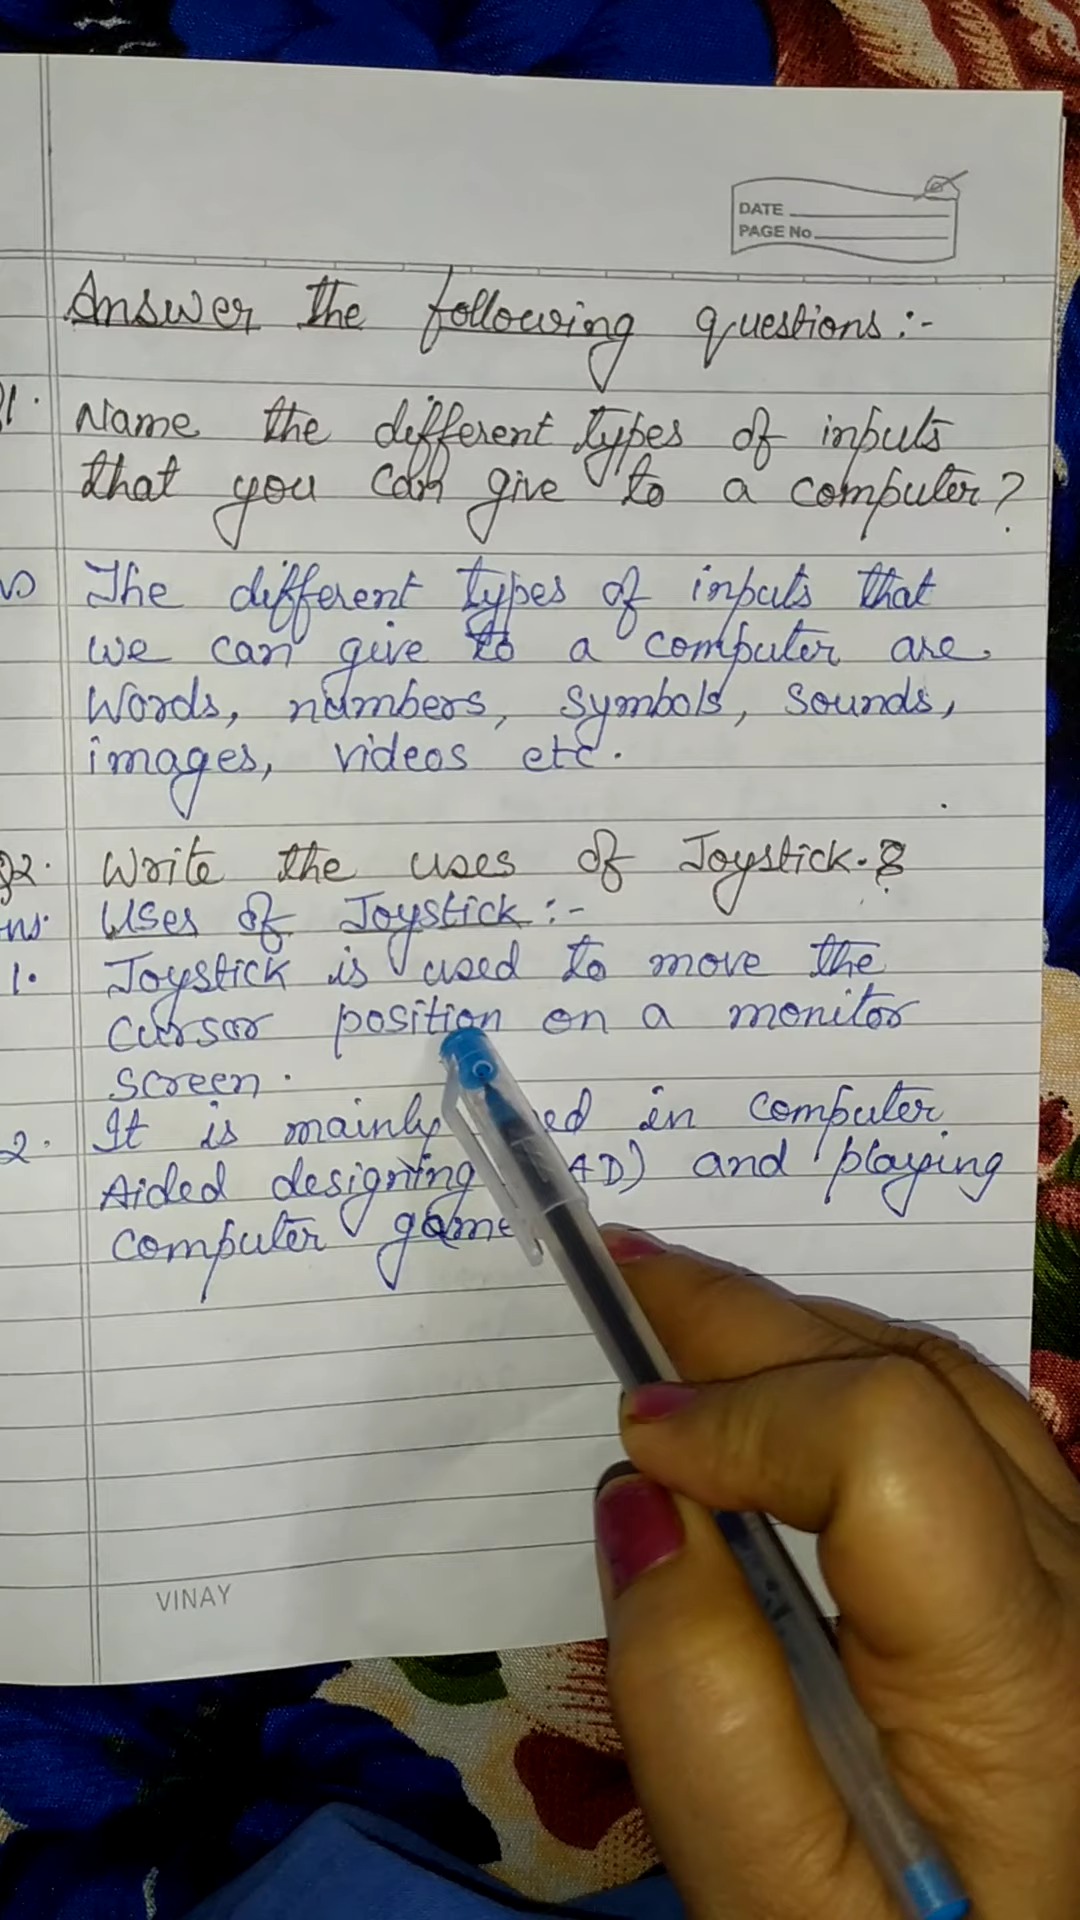 DATE
PAGE No
Answer the following questions:-
1. Name the different types of inputs
that you can give to a computer?
The different types of inputs that
we can give to a computer are
Words, numbers, symbols, sounds,
images, videos etc.
Q2. Write the uses of Joystick.?
Uses of Joystick:-
1. Joystick is used to move the
cursor position on a monitor
screen.
2. It is mainly in computer
Aided designing and playing
computer game
VINAY